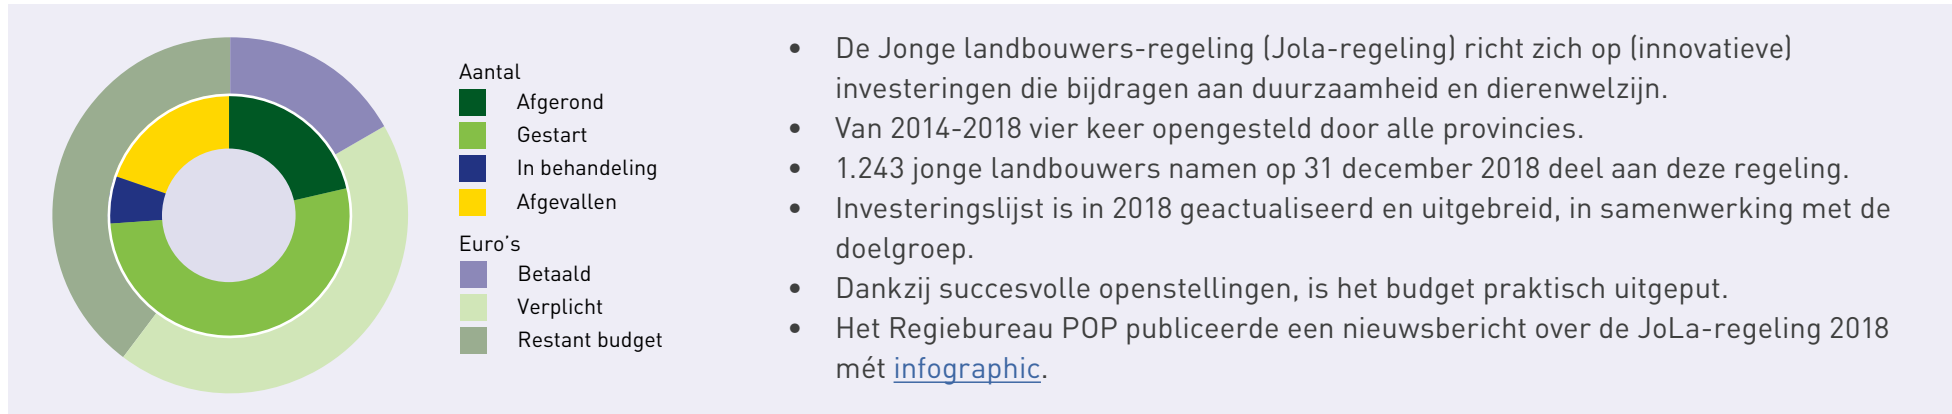 Aantal
Afgerond
Gestart
In behandeling
Afgevallen
Euro's
Betaald
Verplicht
Restant budget
• De Jonge landbouwers-regeling (Jola-regeling) richt zich op (innovatieve)
investeringen die bijdragen aan duurzaamheid en dierenwelzijn.
• Van 2014-2018 vier keer opengesteld door alle provincies.
• 1.243 jonge landbouwers namen op 31 december 2018 deel aan deze regeling.
• Investeringslijst is in 2018 geactualiseerd en uitgebreid, in samenwerking met de
doelgroep.
• Dankzij succesvolle openstellingen, is het budget praktisch uitgeput.
• Het Regiebureau POP publiceerde een nieuwsbericht over de JoLa-regeling 2018
mét infographic.